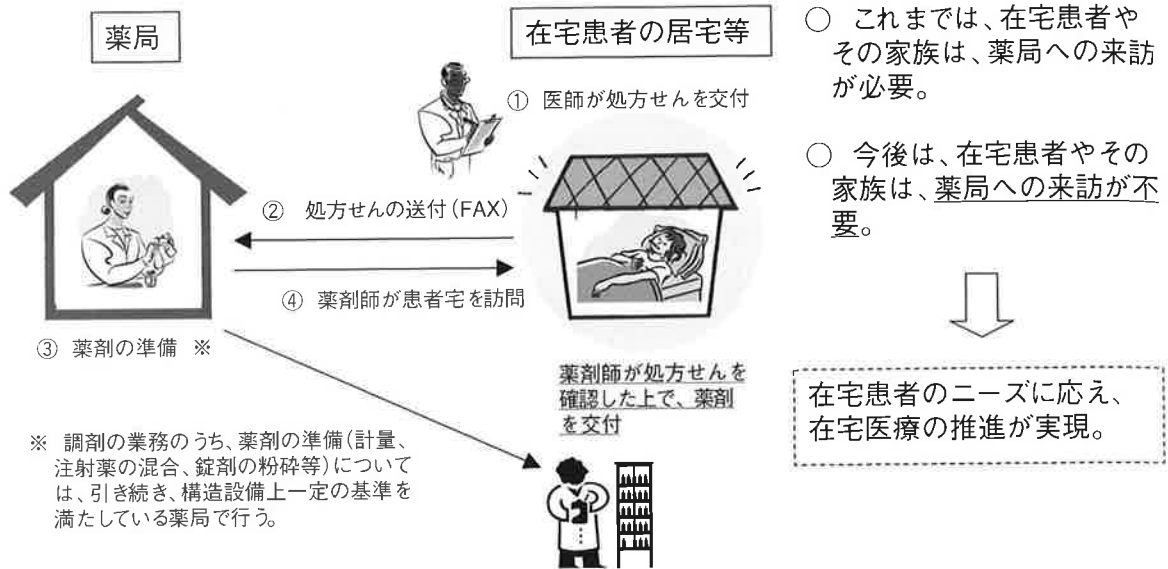 薬局
在宅患者の居宅等
① 医師が処方せんを交付
② 処方せんの送付(FAX)
④ 薬剤師が患者宅を訪問
③ 薬剤の準備 ※
薬剤師が処方せんを
確認した上で、薬剤
を交付
※ 調剤の業務のうち、薬剤の準備(計量、
注射薬の混合、錠剤の粉砕等)については
は、引き続き、構造設備上一定の基準を
満たしている薬局で行う。
○ これまでは、在宅患者や
その家族は、薬局への来訪
が必要。
○ 今後は、在宅患者やその
家族は、薬局への来訪が不
要。
在宅患者のニーズに応え、
在宅医療の推進が実現。